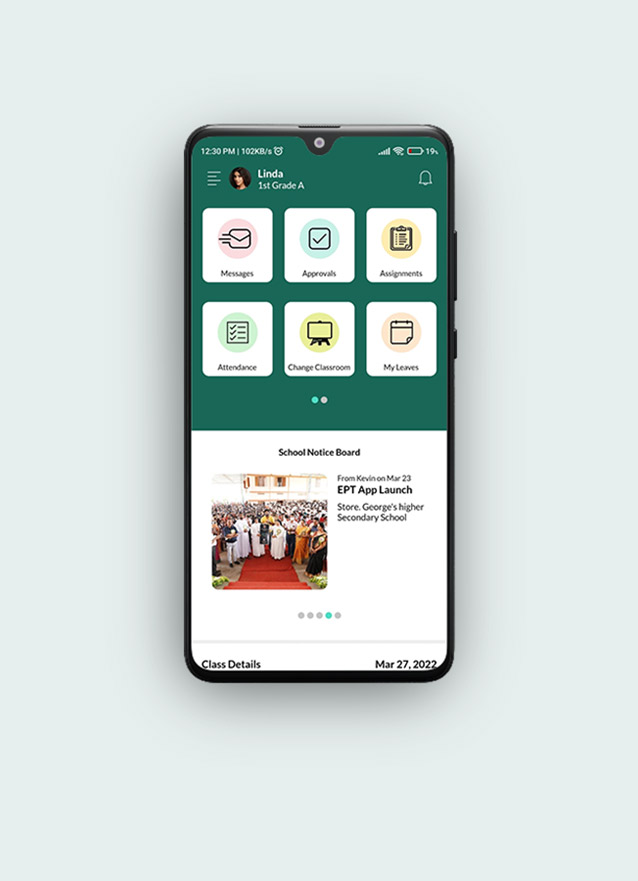 12:30 PM | 102KB/s
19%
Linda
1st Grade A
Messages
Approvals
Assignments
Attendance
Change Classroom
My Leaves
School Notice Board
From Kevin on Mar 23
EPT App Launch
Store. George's higher
Secondary School
Class Details
Mar 27, 2022